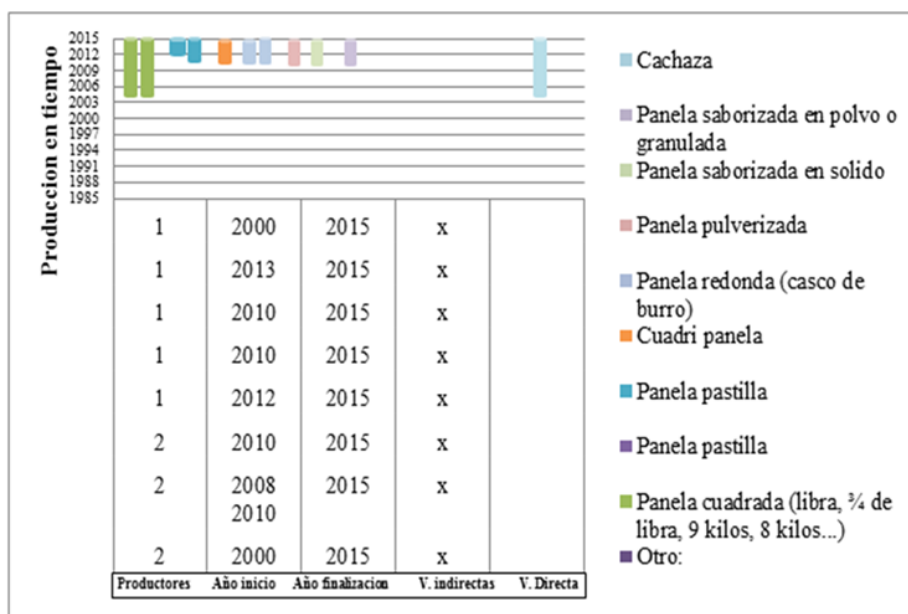 Produccion en tiempo
2015
2012
2009
2006
2003
2000
1997
1994
1991
1988
1985
1 2000 2015 x
1 2013 2015 x
1 2010 2015 x
1 2010 2015 x
1 2012 2015 x
2 2010 2015 x
2 2008 2015 x
2010
2 2000 2015 x
Productores Año inicio Año finalizacion V. indirectas V. Directa
Cachaza
Panela saborizada en polvo o
granulada
Panela saborizada en solido
Panela pulverizada
Panela redonda (casco de
burro)
Cuadri panela
Panela pastilla
Panela pastilla
Panela cuadrada (libra, ¾ de
libra, 9 kilos, 8 kilos...)
Otro: